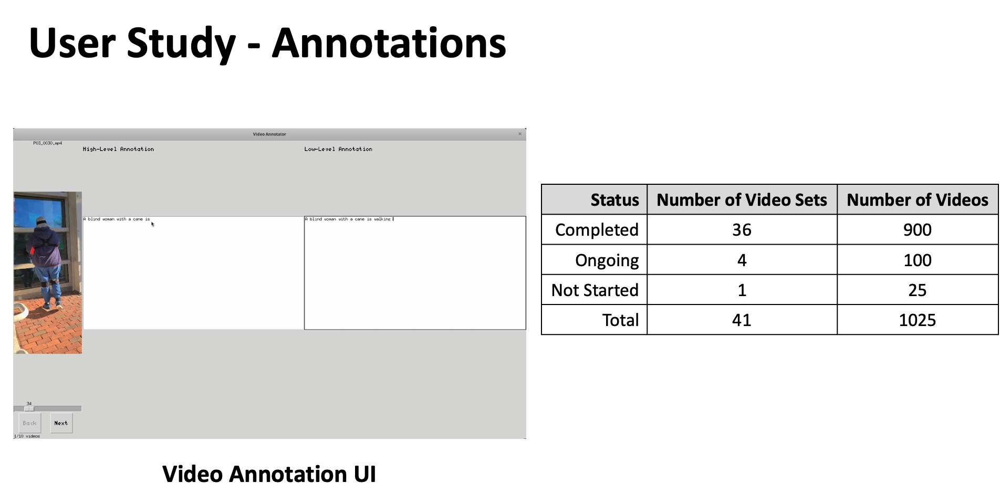 User Study - Annotations
Video Annotator
P03_0030.mp4
High-Level Annotation
Low-Level Annotation
A blind woman with a cane is
A blind woman with a cane is walking
34
Back
Next
1/10 videos
Video Annotation UI
Status Number of Video Sets Number of Videos
Completed 36 900
Ongoing 4 100
Not Started 1 25
Total 41 1025